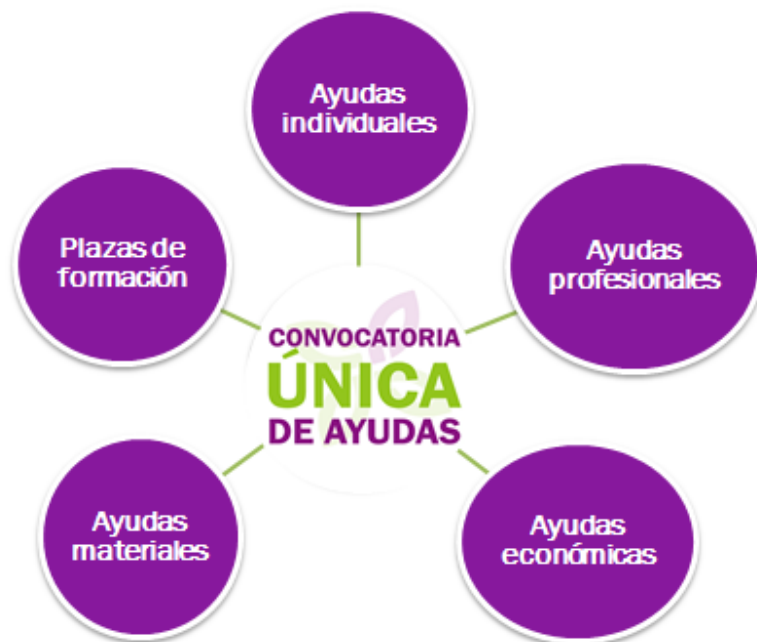 Ayudas
individuales
Plazas de
formación
Ayudas
profesionales
CONVOCATORIA
ÚNICA
DE AYUDAS
Ayudas
materiales
Ayudas
económicas